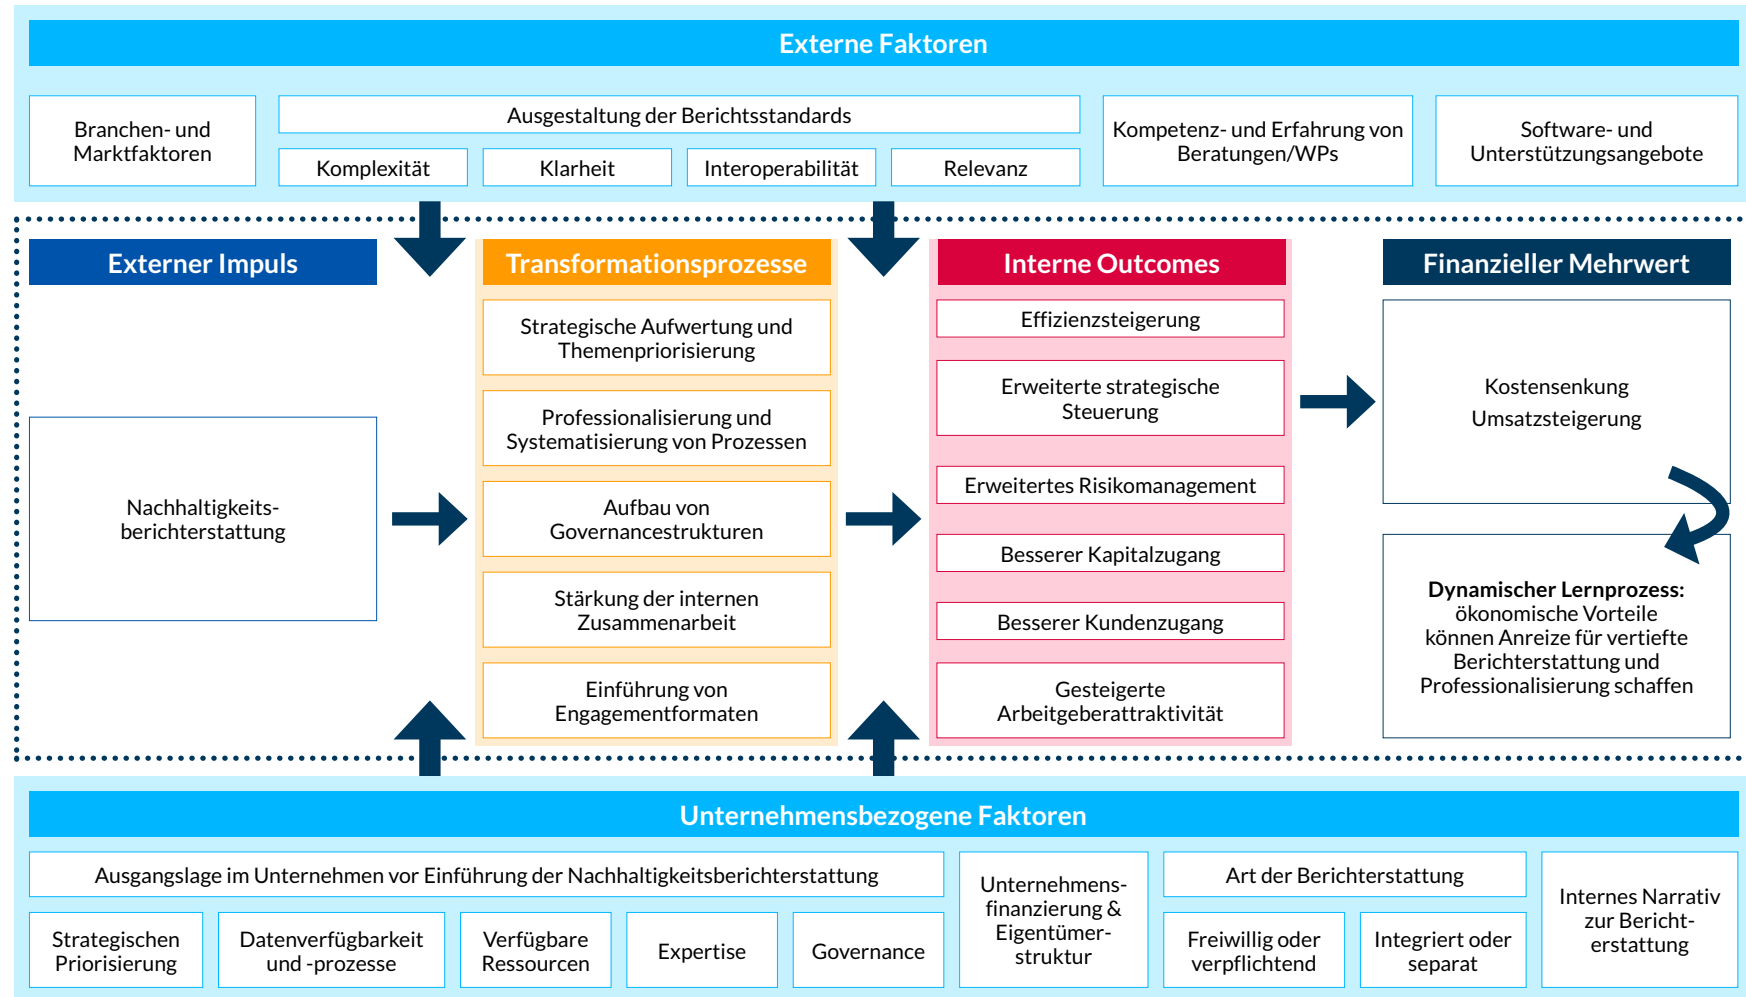 Externe Faktoren
Branchen- und
Marktfaktoren
Ausgestaltung der Berichtsstandards
Komplexität
Klarheit
Interoperabilität
Relevanz
Kompetenz- und Erfahrung von
Beratungen/WPs
Software- und
Unterstützungsangebote
Externer Impuls
Nachhaltigkeits-
berichterstattung
Transformationsprozesse
Strategische Aufwertung und
Themenpriorisierung
Professionalisierung und
Systematisierung von Prozessen
Aufbau von
Governancestrukturen
Stärkung der internen
Zusammenarbeit
Einführung von
Engagementformaten
Interne Outcomes
Effizienzsteigerung
Erweiterte strategische
Steuerung
Erweitertes Risikomanagement
Besserer Kapitalzugang
Besserer Kundenzugang
Gesteigerte
Arbeitgeberattraktivität
Finanzieller Mehrwert
Kostensenkung
Umsatzsteigerung
Dynamischer Lernprozess:
ökonomische Vorteile
können Anreize für vertiefte
Berichterstattung und
Professionalisierung schaffen
Unternehmensbezogene Faktoren
Ausgangslage im Unternehmen vor Einführung der Nachhaltigkeitsberichterstattung
Strategischen
Priorisierung
Datenverfügbarkeit
und -prozesse
Verfügbare
Ressourcen
Expertise
Governance
Unternehmens-
finanzierung &
Eigentümer-
struktur
Art der Berichterstattung
Freiwillig oder
verpflichtend
Integriert oder
separat
Internes Narrativ
zur Bericht-
erstattung